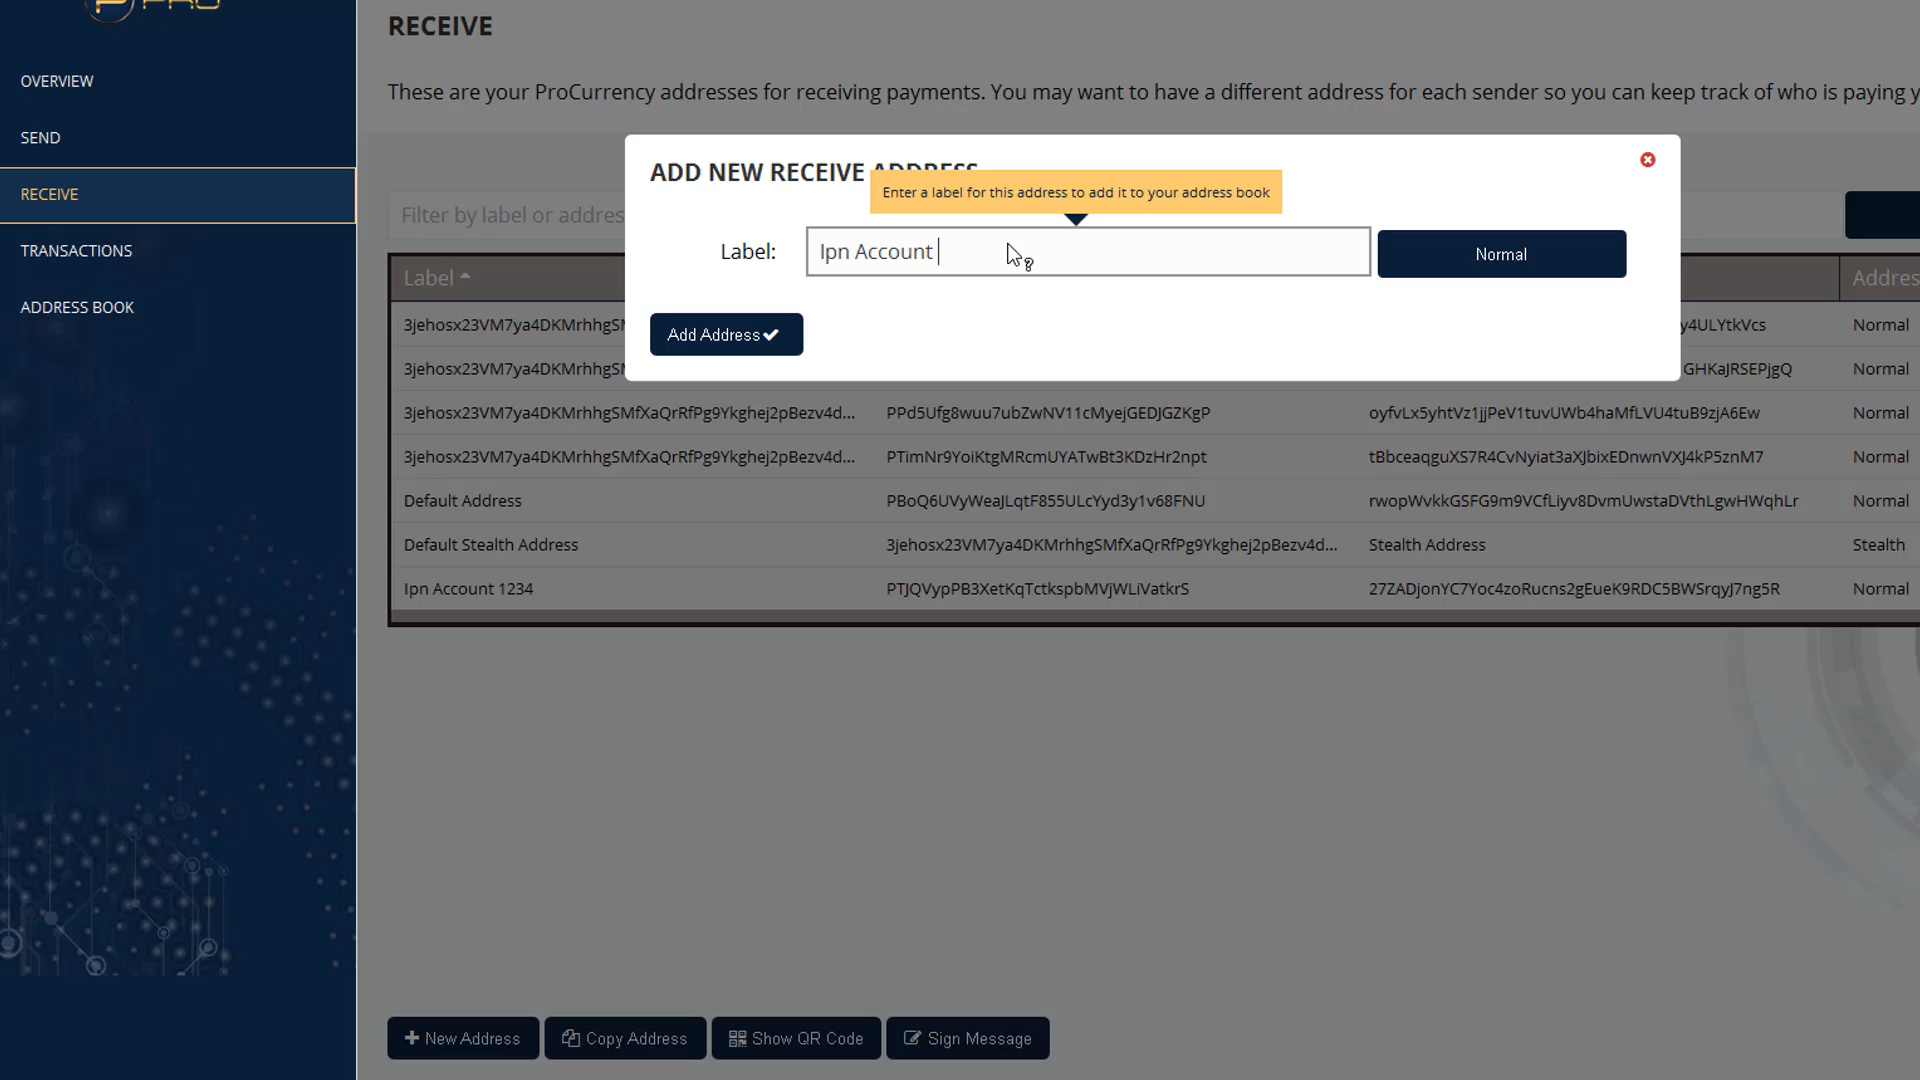 PRO
OVERVIEW
SEND
RECEIVE
TRANSACTIONS
ADDRESS BOOK
RECEIVE
These are your ProCurrency addresses for receiving payments. You may want to have a different address for each sender so you can keep track of who is paying y
ADD NEW RECEIVE ADDRESS
Enter a label for this address to add it to your address book
Label:
Ipn Account
Normal
Add Address
Filter by label or addres
Label
Addres
3jehosx23VM7ya4DKMrhhgSM
y4ULYtkVcs
Normal
3jehosx23VM7ya4DKMrhhgSM
GHKaJRSEPjgQ
Normal
3jehosx23VM7ya4DKMrhhgSMfXaQrRfPg9Ykghej2pBezv4d...
PPd5Ufg8wuu7ubZwNV11cMyejGEDJGZKgP
oyfvLx5yhtVz1jjPeV1tuvUWb4haMfLVU4tuB9zjA6Ew
Normal
3jehosx23VM7ya4DKMrhhgSMfXaQrRfPg9Ykghej2pBezv4d...
PTimNr9YoiKtgMRcmUYATwBt3KDzHr2npt
tBbceaqguXS7R4CvNyiat3aXJbixEDnwnVXJ4kP5znM7
Normal
Default Address
PBoQ6UVyWeaJLqtF855ULcYyd3y1v68FNU
rwopWvkkGSFG9m9VCfLiyv8DvmUwstaDVthLgwHWqhLr
Normal
Default Stealth Address
3jehosx23VM7ya4DKMrhhgSMfXaQrRfPg9Ykghej2pBezv4d...
Stealth Address
Stealth
Ipn Account 1234
PTJQVypPB3XetKqTctkspbMVjWLiVatkrS
27ZADjonYC7Yoc4zoRucns2gEueK9RDC5BWSrqyJ7ng5R
Normal
New Address
Copy Address
Show QR Code
Sign Message